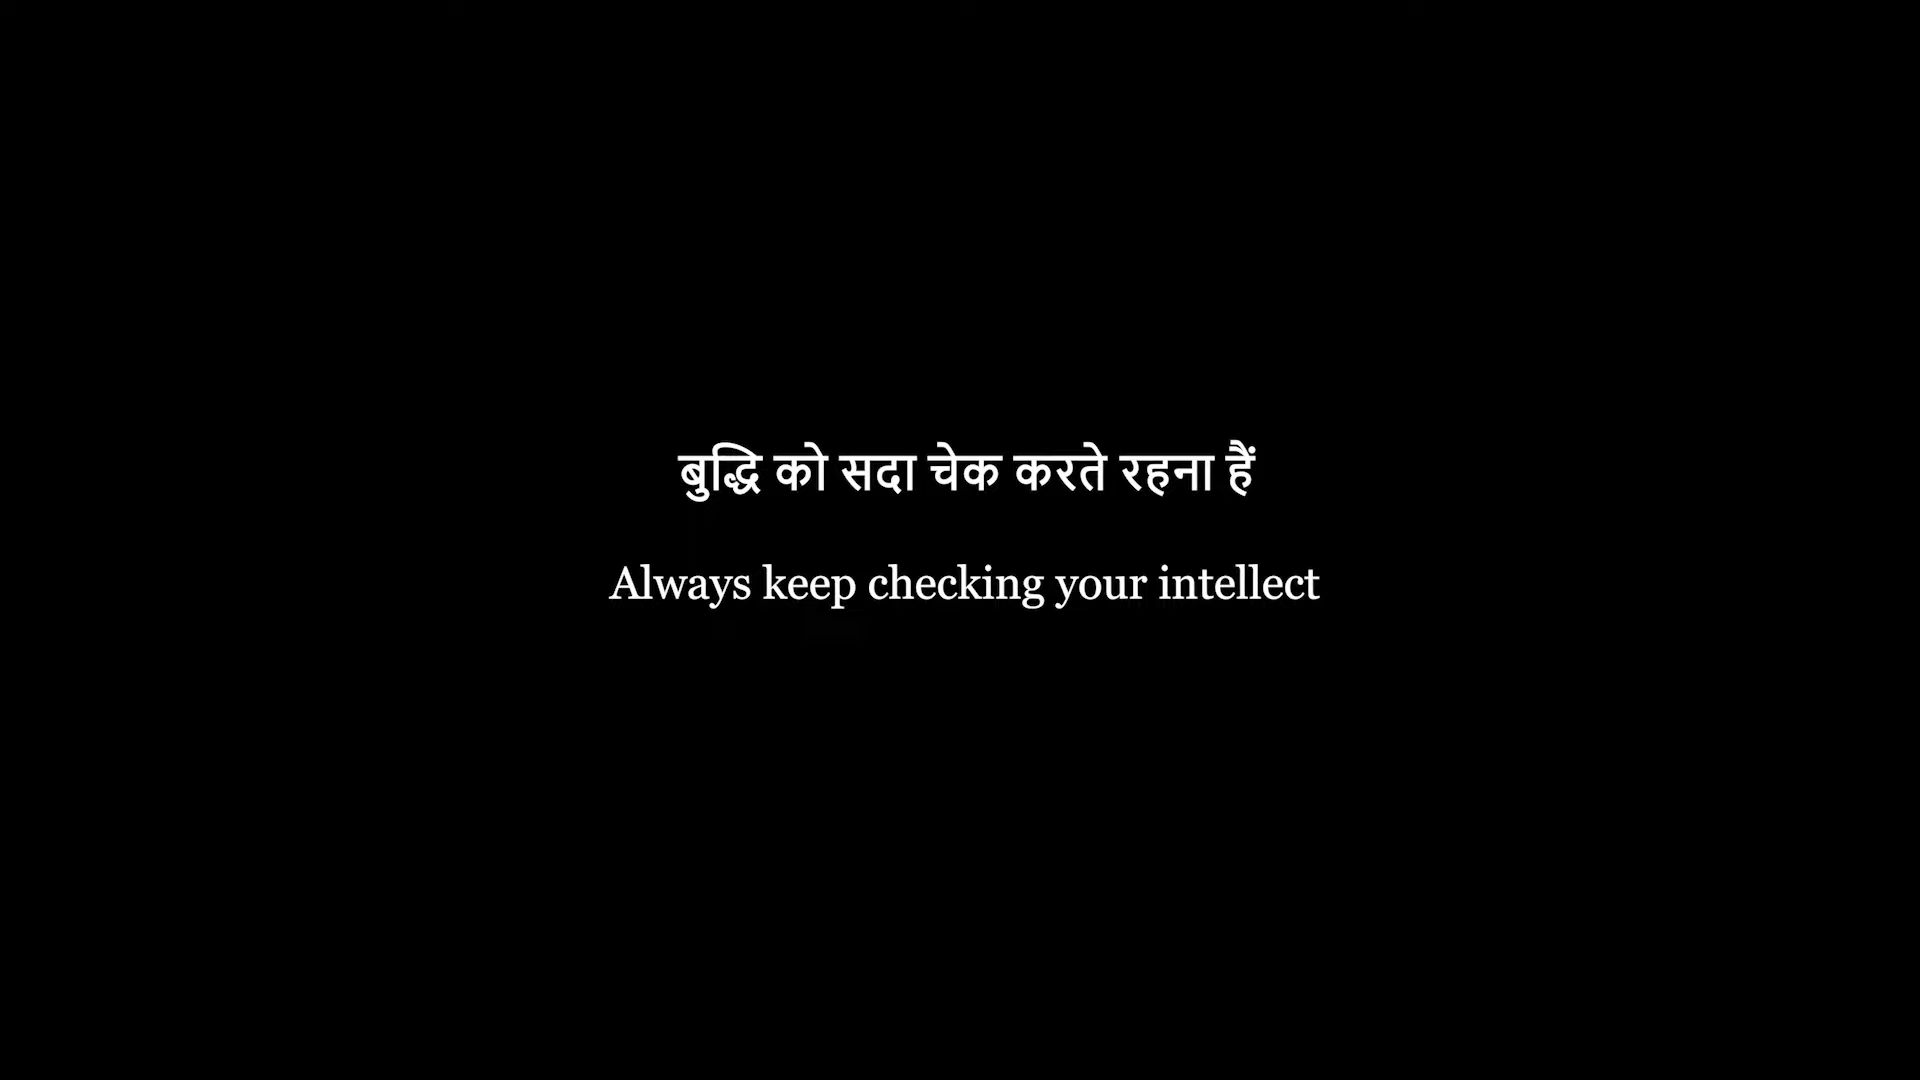 बुद्धि को सदा चेक करते रहना हैं
Always keep checking your intellect